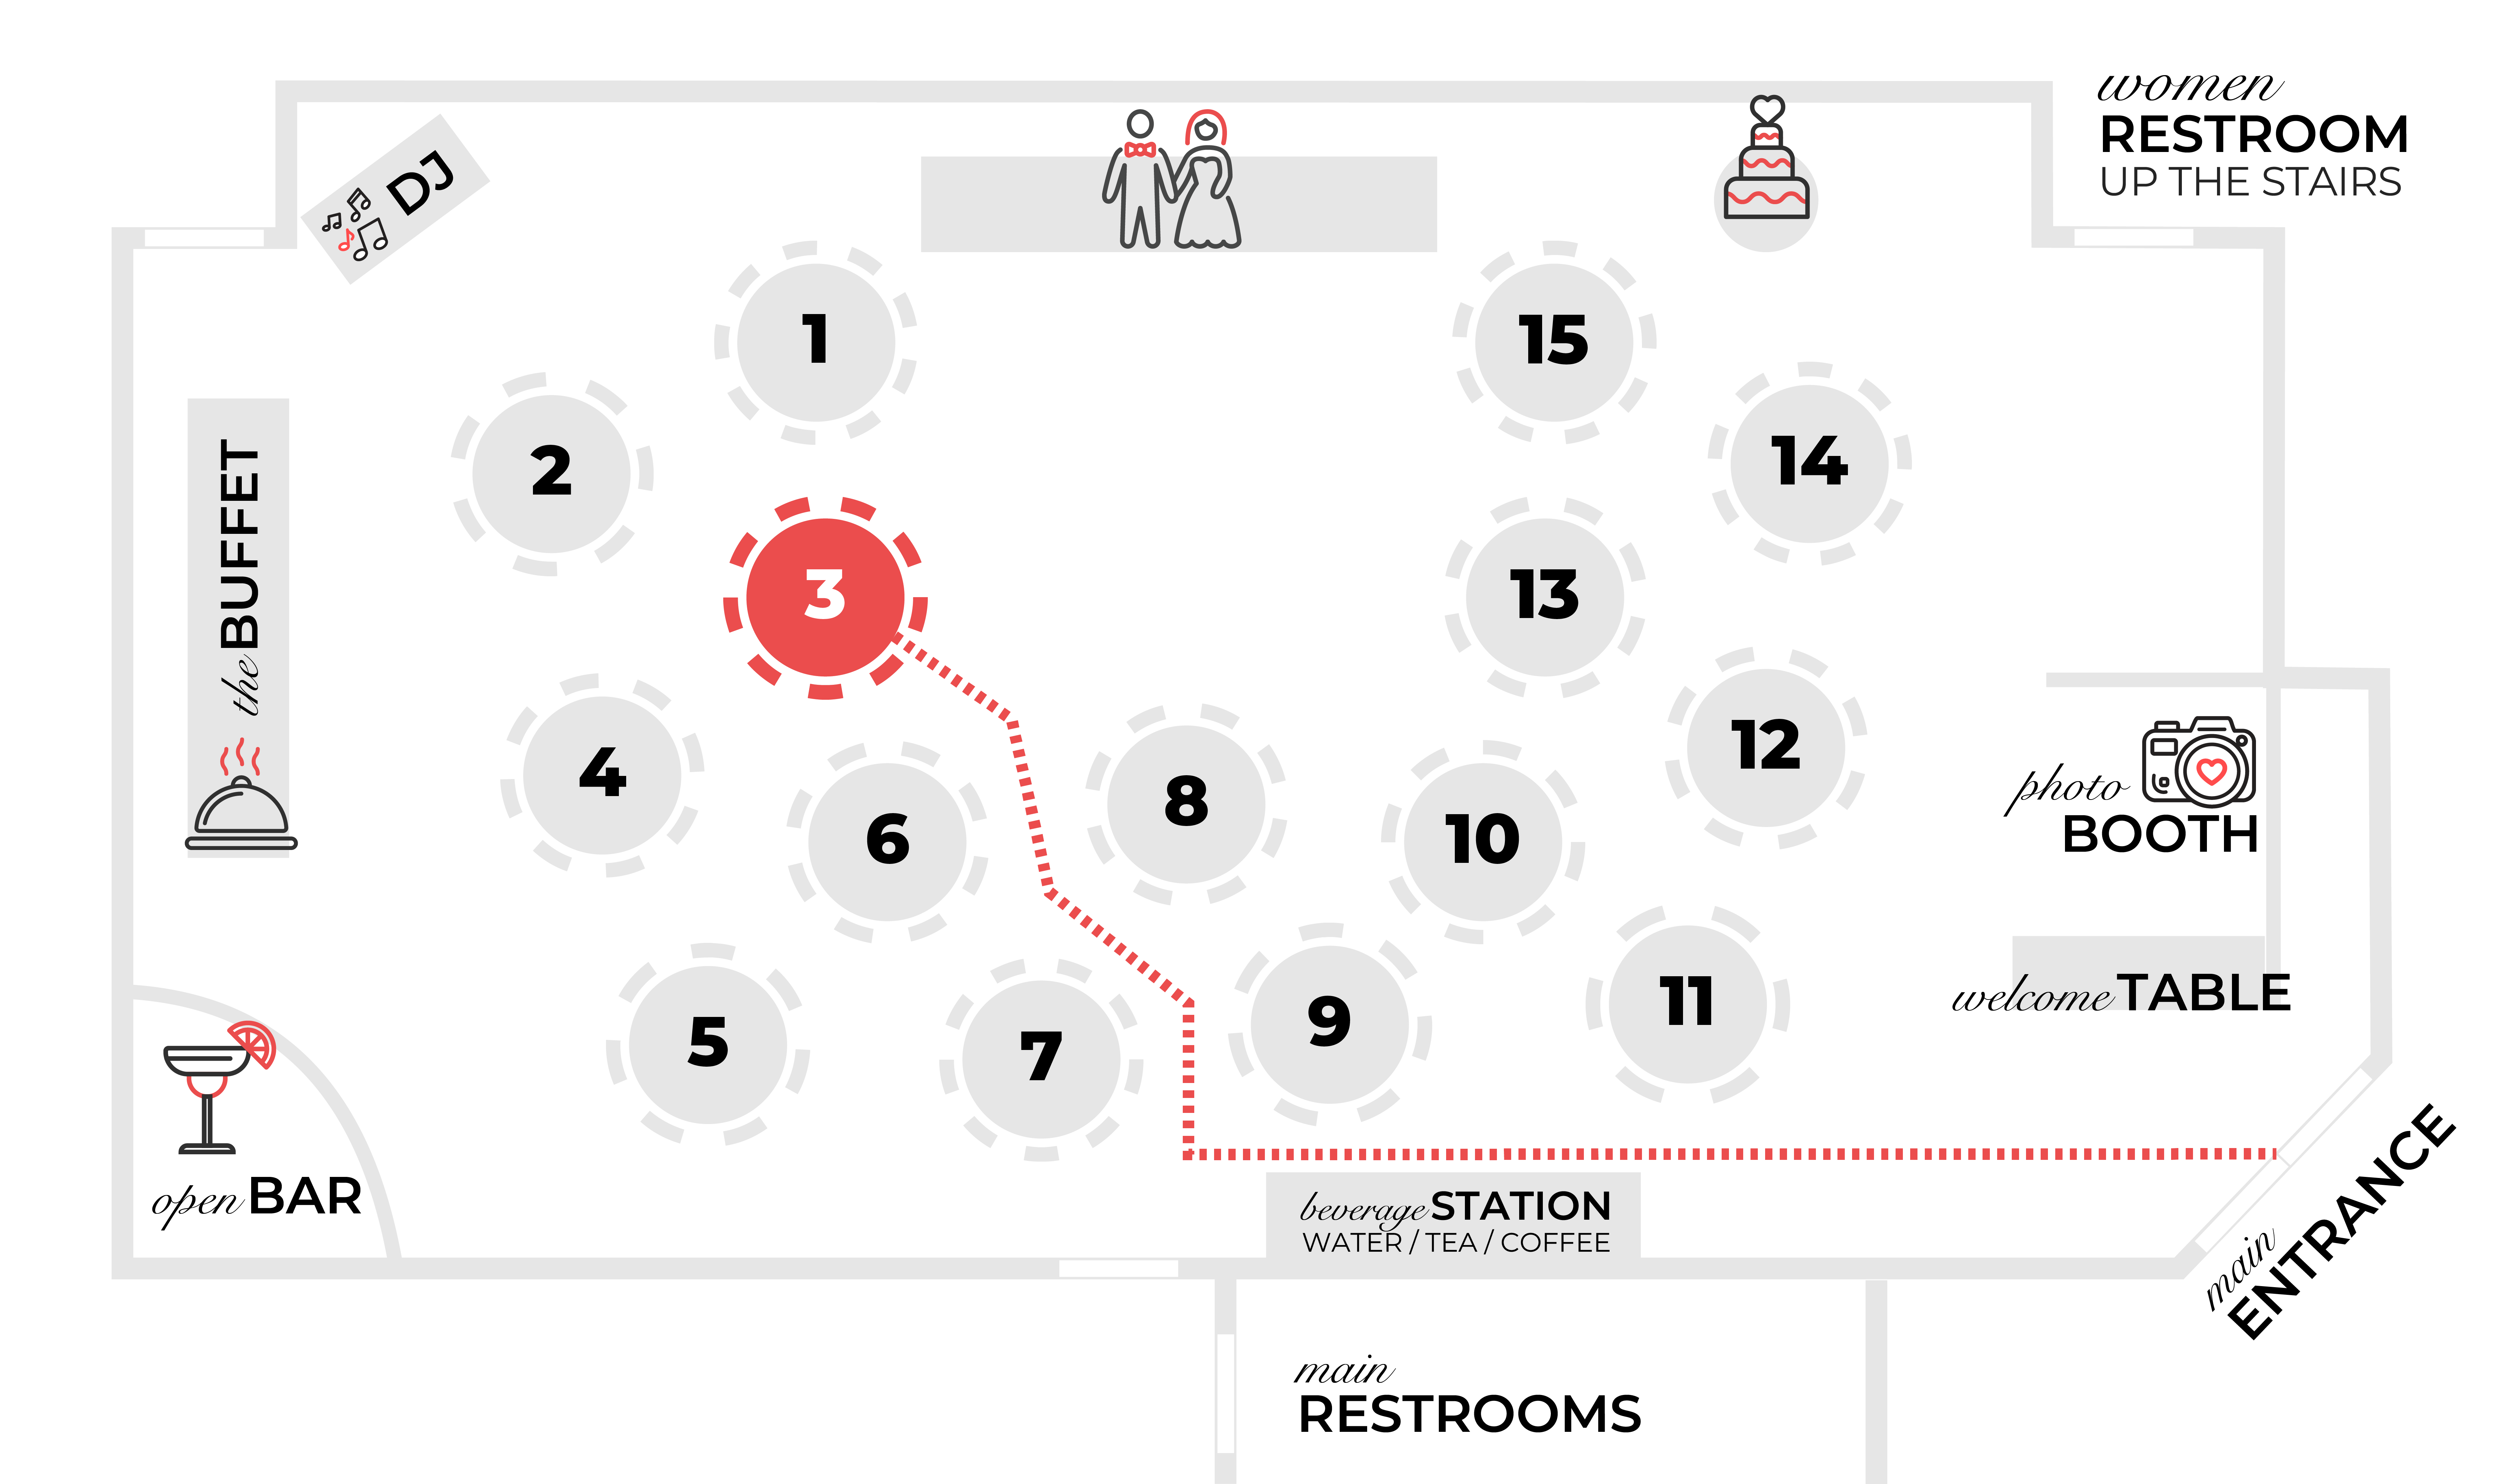 women
RESTROOM
UP THE STAIRS
DJ
1
15
2
14
3
13
the BUFFET
4
12
8
6
10
photo
BOOTH
welcome TABLE
11
9
5
7
open BAR
beverage STATION
WATER / TEA / COFFEE
main
ENTRANCE
main
RESTROOMS